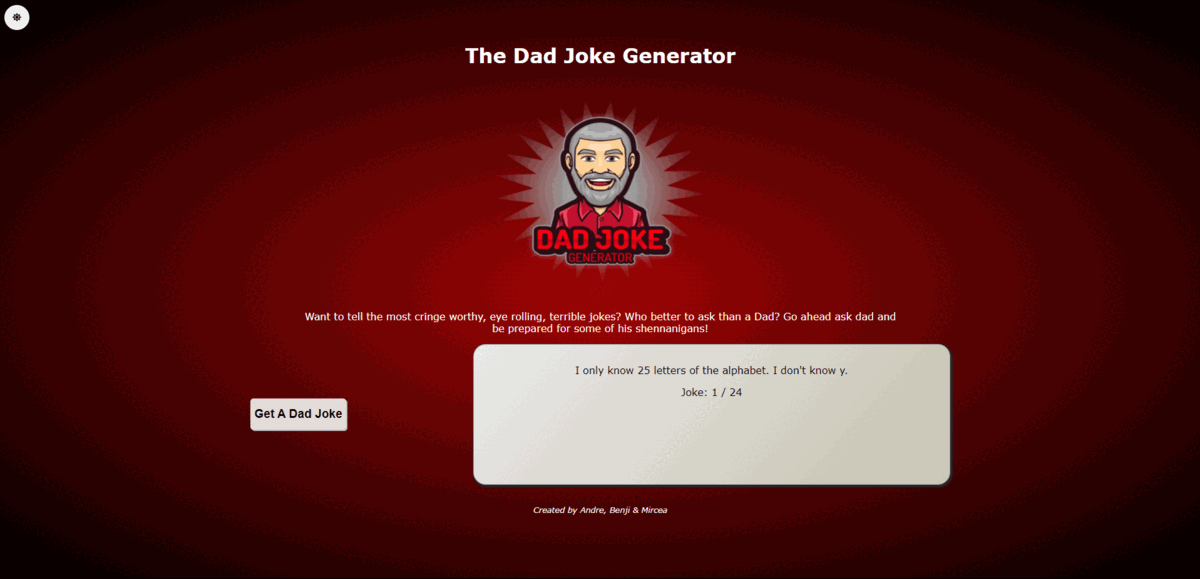 The Dad Joke Generator
DAD JOKE
GENERATOR
Want to tell the most cringe worthy, eye rolling, terrible jokes? Who better to ask than a Dad? Go ahead ask dad and
be prepared for some of his shennanigans!
I only know 25 letters of the alphabet. I don't know y.
Joke: 1 / 24
Get A Dad Joke
Created by Andre, Benji & Mircea